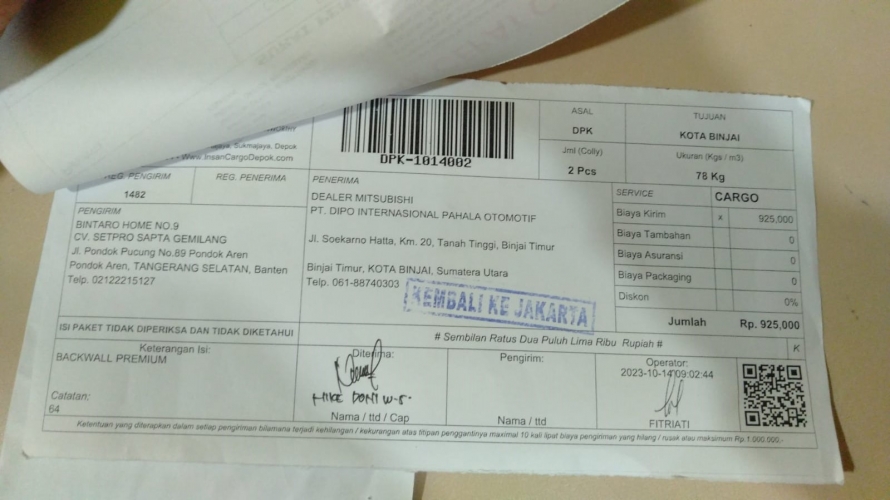 Sukmajaya, Depok
Www.InsanCargoDepok.com
DPK-1014002
ASAL
DPK
TUJUAN
KOTA BINJAI
Jml (Colly)
2 Pcs
Ukuran (Kgs / m3)
78 Kg
REG. PENGIRIM
1482
REG. PENERIMA
PENGIRIM
BINTARO HOME NO.9
CV. SETPRO SAPTA GEMILANG
Jl. Pondok Pucung No.89 Pondok Aren
Pondok Aren, TANGERANG SELATAN, Banten
Telp. 02122215127
PENERIMA
DEALER MITSUBISHI
PT. DIPO INTERNASIONAL PAHALA OTOMOTIF
Jl. Soekarno Hatta, Km. 20, Tanah Tinggi, Binjai Timur
Binjai Timur, KOTA BINJAI, Sumatera Utara
Telp. 061-88740303
KEMBALI KE JAKARTA
SERVICE CARGO
Biaya Kirim x 925,000
Biaya Tambahan 0
Biaya Asuransi 0
Biaya Packaging 0
Diskon 0%
Jumlah Rp. 925,000
ISI PAKET TIDAK DIPERIKSA DAN TIDAK DIKETAHUI
# Sembilan Ratus Dua Puluh Lima Ribu Rupiah #
K
Keterangan Isi:
BACKWALL PREMIUM
Catatan:
64
Diterima:
Nama / ttd / Cap
Pengirim:
Nama / ttd
Operator:
2023-10-14 09:02:44
FITRIATI
Ketentuan yang diterapkan dalam setiap pengiriman bilamana terjadi kehilangan / kekurangan atas titipan penggantinya maximal 10 kali lipat biaya pengiriman yang hilang / rusak atau maksimum Rp.1.000.000,-